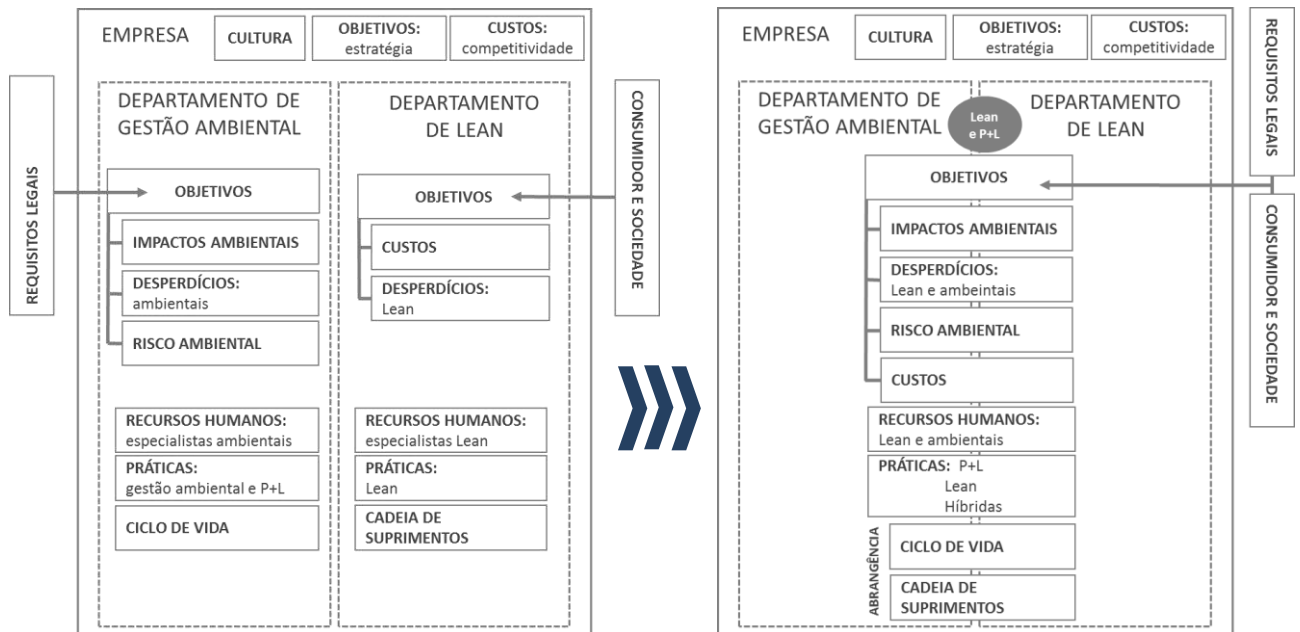 EMPRESA
CULTURA
OBJETIVOS:
estratégia
CUSTOS:
competitividade
REQUISITOS LEGAIS
DEPARTAMENTO DE
GESTÃO AMBIENTAL
OBJETIVOS
IMPACTOS AMBIENTAIS
DESPERDÍCIOS:
ambientais
RISCO AMBIENTAL
RECURSOS HUMANOS:
especialistas ambientais
PRÁTICAS:
gestão ambiental e P+L
CICLO DE VIDA
DEPARTAMENTO
DE LEAN
OBJETIVOS
CUSTOS
DESPERDÍCIOS:
Lean
RECURSOS HUMANOS:
especialistas Lean
PRÁTICAS:
Lean
CADEIA DE
SUPRIMENTOS
CONSUMIDOR E SOCIEDADE
EMPRESA
CULTURA
OBJETIVOS:
estratégia
CUSTOS:
competitividade
DEPARTAMENTO DE
GESTÃO AMBIENTAL
Lean
e P+L
DEPARTAMENTO
DE LEAN
OBJETIVOS
IMPACTOS AMBIENTAIS
DESPERDÍCIOS:
Lean e ambeintais
RISCO AMBIENTAL
CUSTOS
RECURSOS HUMANOS:
Lean e ambientais
PRÁTICAS: P+L
Lean
Híbridas
ABRANGÊNCIA
CICLO DE VIDA
CADEIA DE
SUPRIMENTOS
REQUISITOS LEGAIS
CONSUMIDOR E SOCIEDADE